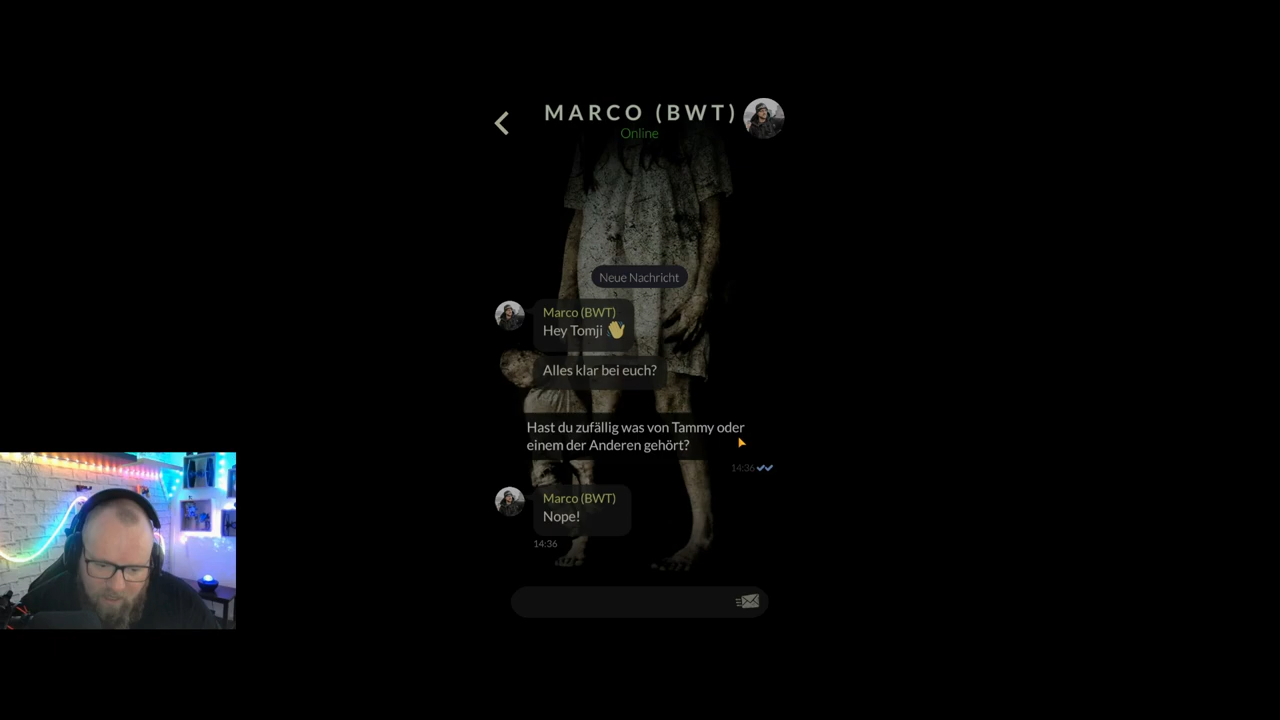 MARCO (BWT)
Online
Neue Nachricht
Marco (BWT)
Hey Tomji 👋
Alles klar bei euch?
Hast du zufällig was von Tammy oder
einem der Anderen gehört?
14:36
Marco (BWT)
Nope!
14:36